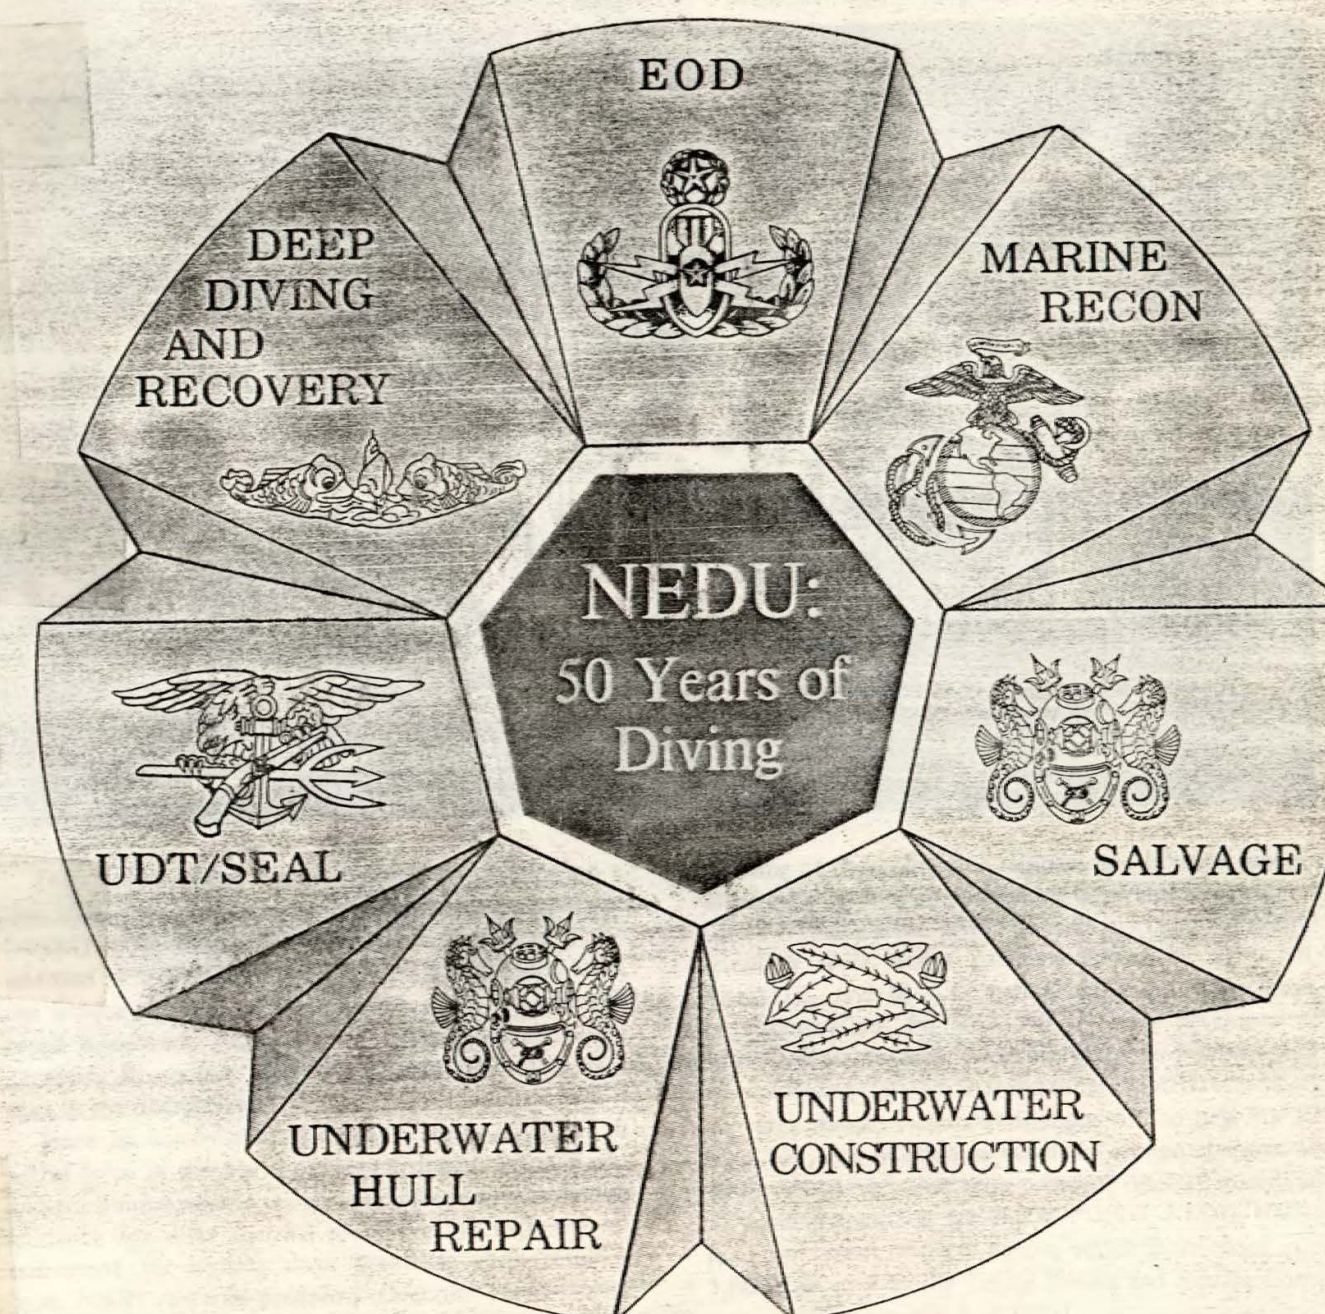 EOD
MARINE
RECON
SALVAGE
UNDERWATER
CONSTRUCTION
UNDERWATER
HULL
REPAIR
UDT/SEAL
DEEP
DIVING
AND
RECOVERY
NEDU:
50 Years of
Diving